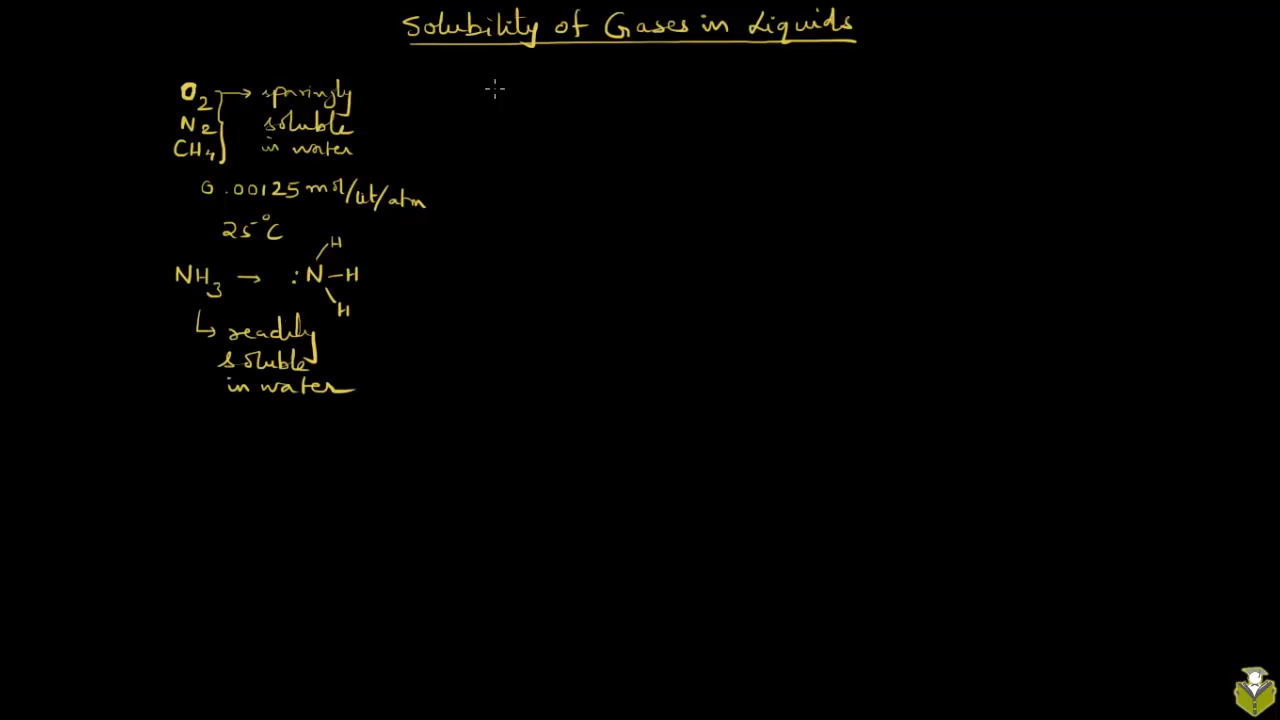 Solubility of Gases in Liquids
O2 → sparingly
N2 soluble
CH4 in water
0.00125 mol/lit/atm
25°C
H
NH3 → :N-H
H
↳ readily
soluble
in water